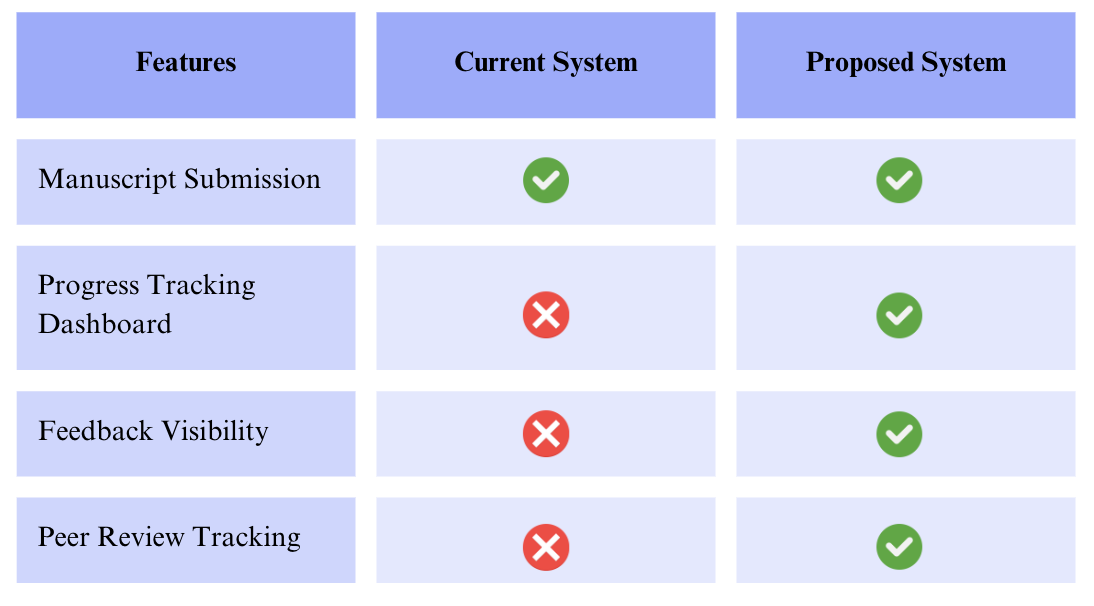 Features
Current System
Proposed System
Manuscript Submission
Progress Tracking
Dashboard
Feedback Visibility
Peer Review Tracking